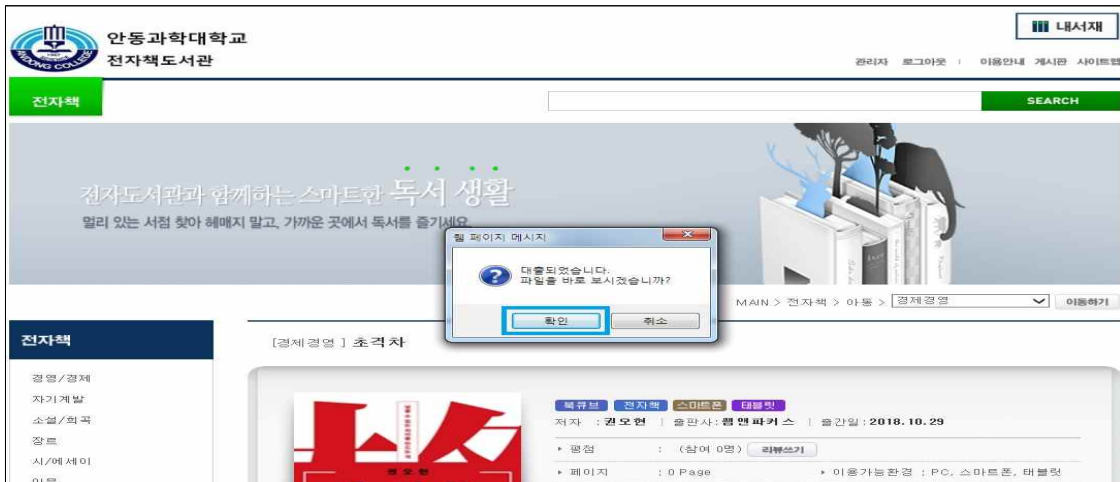 내서재
안동과학대학교
전자책도서관
관리자 로그아웃 | 이용안내 게시판 사이트맵
전자책
SEARCH
전자도서관과 함께하는 스마트한 독서 생활
멀리 있는 서점 찾아 헤매지 말고, 가까운 곳에서 독서를 즐기세요.
웹 페이지 메시지
대출되었습니다.
파일을 바로 보시겠습니까?
확인 취소
MAIN > 전자책 > 아동 > 경제경영 이동하기
전자책
[경제경영] 초격차
경영/경제
자기계발
소설/희곡
장르
시/에세이
아동
북큐브 전자책 스마트폰 태블릿
저자 : 권오현 | 출판사 : 쌤앤파커스 | 출간일 : 2018.10.29
평점 : (참여 0명) 리뷰쓰기
페이지 : 0 Page
이용가능환경 : PC, 스마트폰, 태블릿
권오현